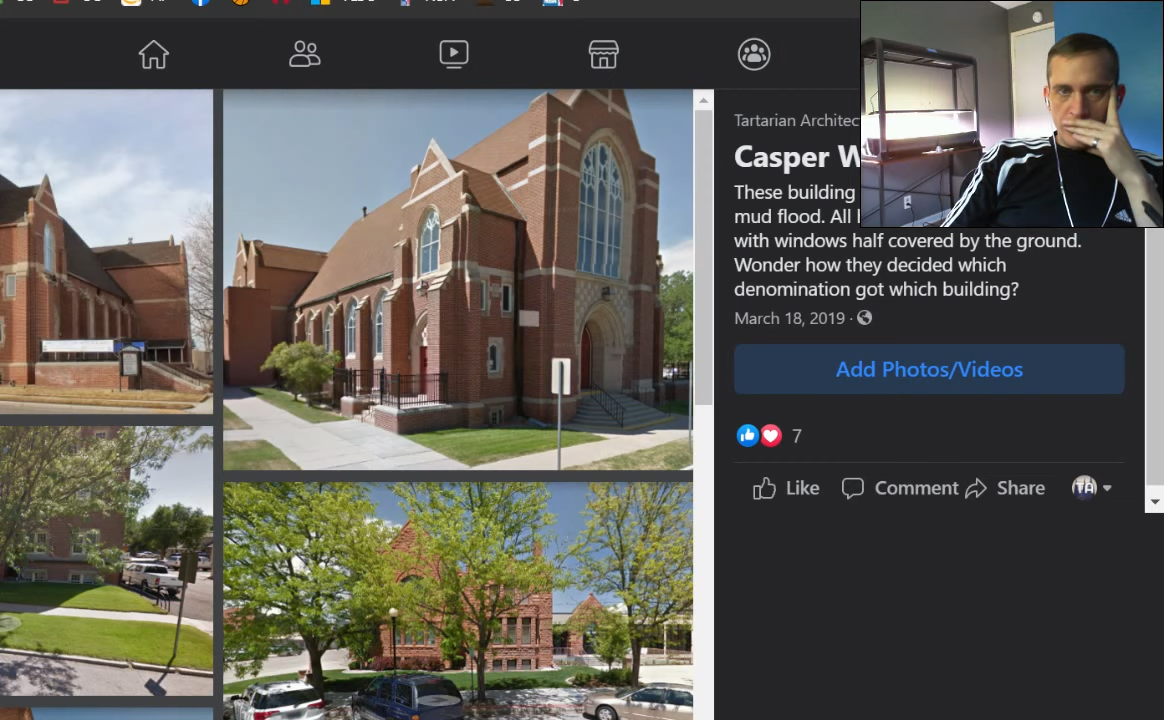 Tartarian Architec
Casper W
These building
mud flood. All
with windows half covered by the ground.
Wonder how they decided which
denomination got which building?
March 18, 2019 ·
Add Photos/Videos
7
Like
Comment
Share
TA